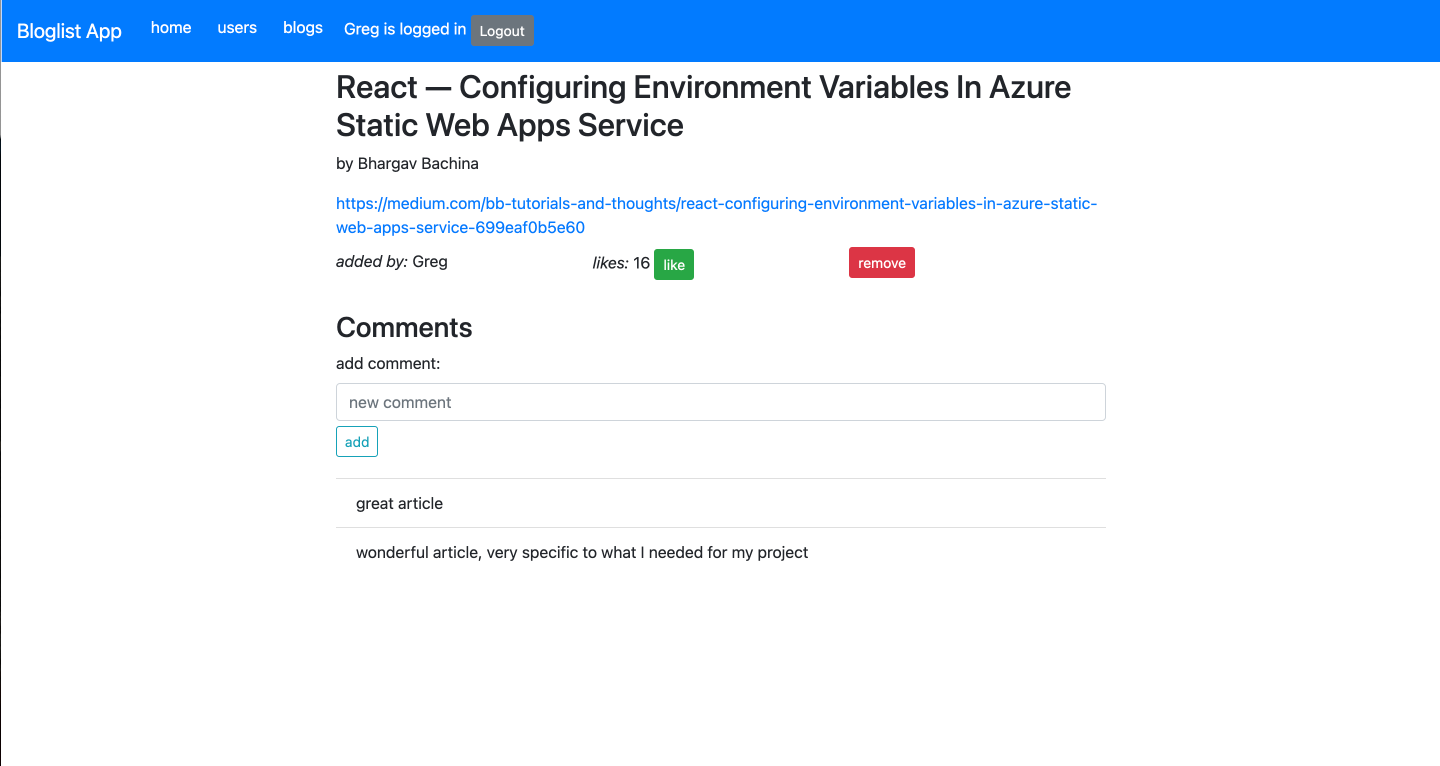 Bloglist App home users blogs Greg is logged in Logout
React — Configuring Environment Variables In Azure
Static Web Apps Service
by Bhargav Bachina
https://medium.com/bb-tutorials-and-thoughts/react-configuring-environment-variables-in-azure-static-
web-apps-service-699eaf0b5e60
added by: Greg likes: 16 like remove
Comments
add comment:
new comment
add
great article
wonderful article, very specific to what I needed for my project